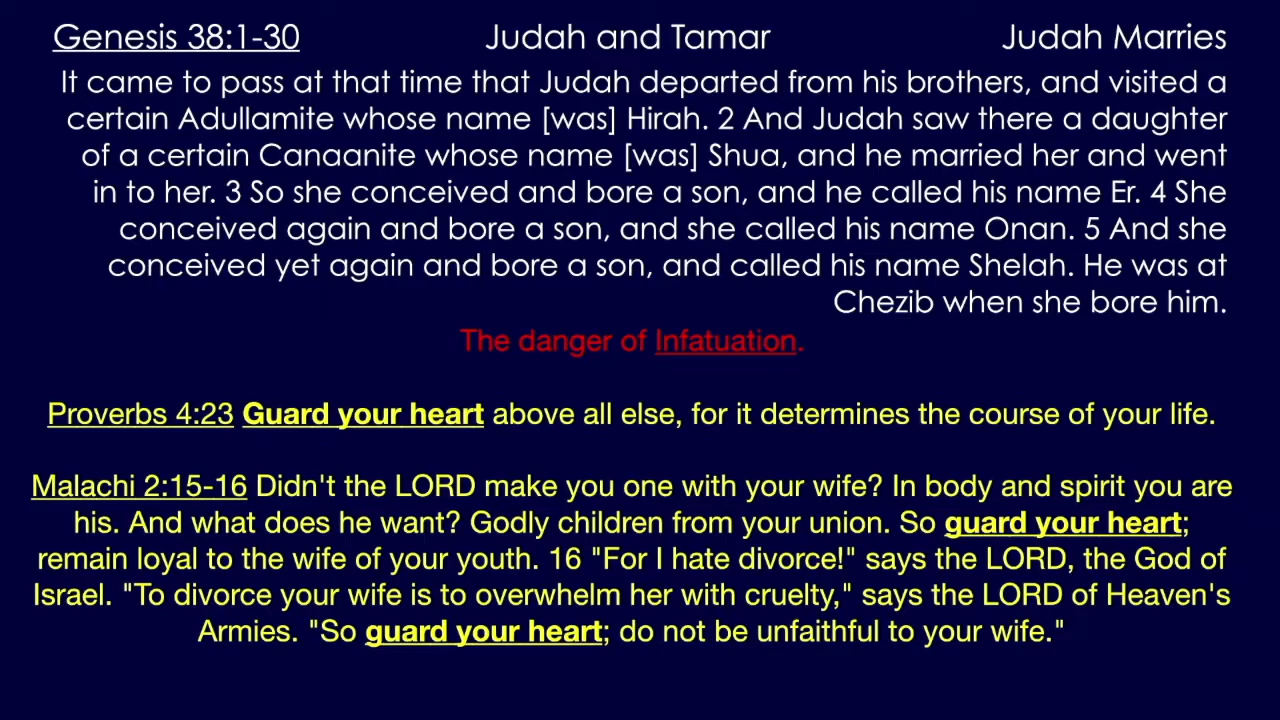 Genesis 38:1-30 Judah and Tamar Judah Marries
It came to pass at that time that Judah departed from his brothers, and visited a
certain Adullamite whose name [was] Hirah. 2 And Judah saw there a daughter
of a certain Canaanite whose name [was] Shua, and he married her and went
in to her. 3 So she conceived and bore a son, and he called his name Er. 4 She
conceived again and bore a son, and she called his name Onan. 5 And she
conceived yet again and bore a son, and called his name Shelah. He was at
Chezib when she bore him.
The danger of Infatuation.
Proverbs 4:23 Guard your heart above all else, for it determines the course of your life.
Malachi 2:15-16 Didn't the LORD make you one with your wife? In body and spirit you are
his. And what does he want? Godly children from your union. So guard your heart;
remain loyal to the wife of your youth. 16 "For I hate divorce!" says the LORD, the God of
Israel. "To divorce your wife is to overwhelm her with cruelty," says the LORD of Heaven's
Armies. "So guard your heart; do not be unfaithful to your wife."